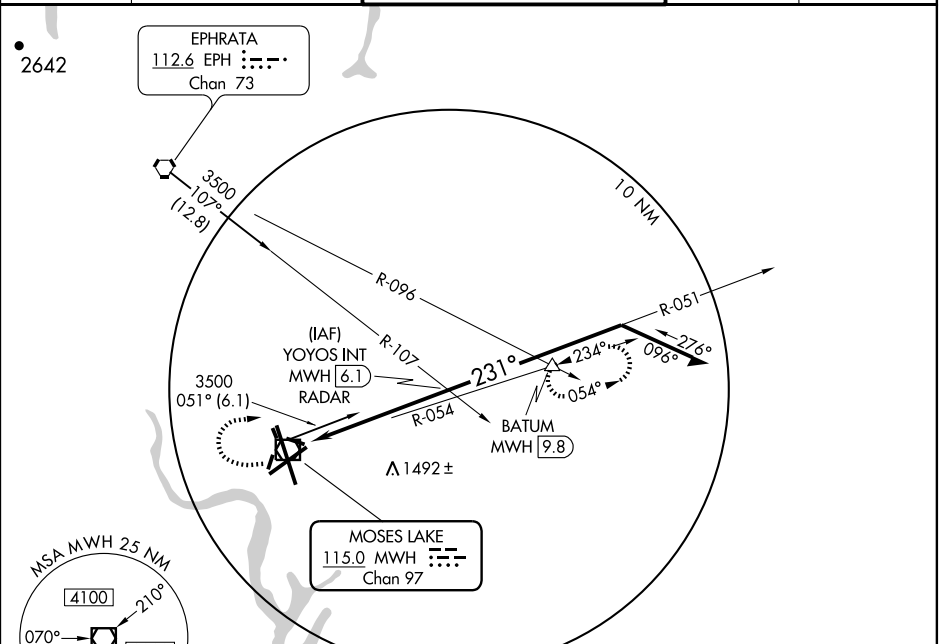 2642
EPHRATA
112.6 EPH
Chan 73
3500
107°
(12.8)
10 NM
R-096
R-107
R-051
(IAF)
YOYOS INT
MWH 6.1
RADAR
231°
234°
054°
276°
096°
3500
051° (6.1)
R-054
BATUM
MWH 9.8
1492 ±
MOSES LAKE
115.0 MWH
Chan 97
MSA MWH 25 NM
4100
210°
070°